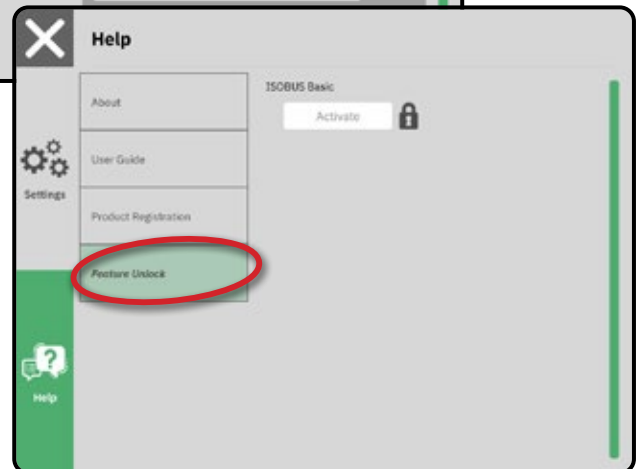 Help
ISOBUS Basic
About
Activate
User Guide
Settings
Product Registration
Feature Unlock
Help